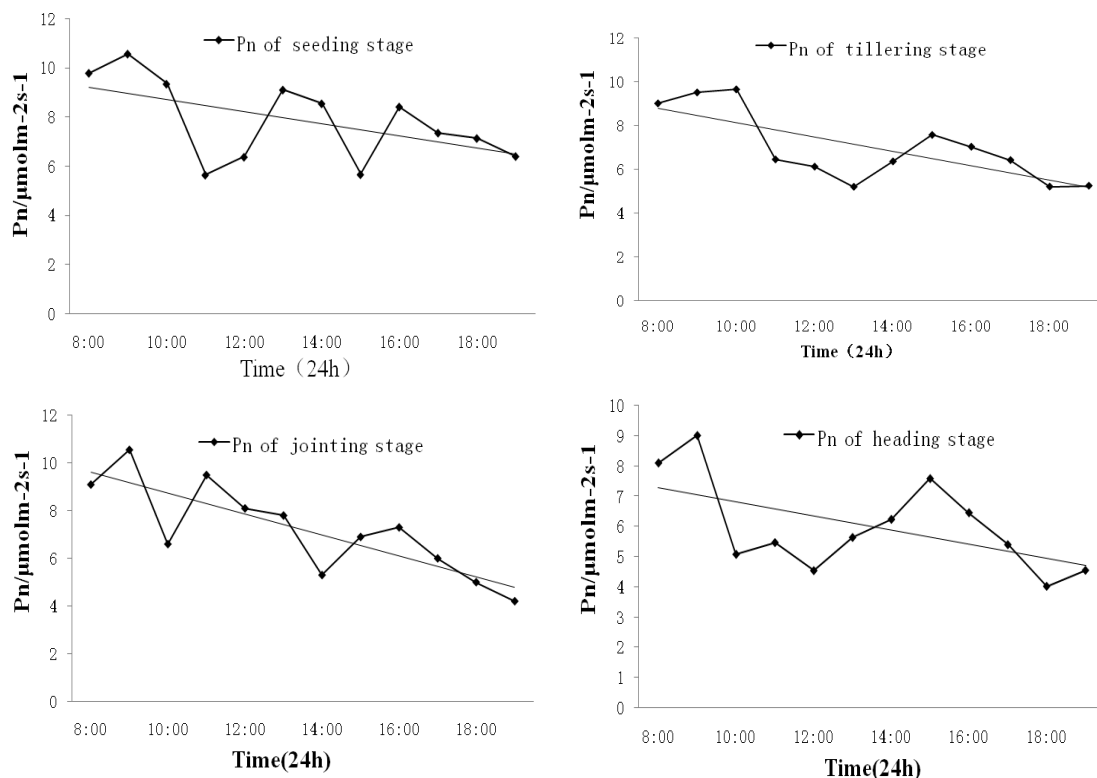 12
10
8
6
4
2
0
Pn/μmolm-2s-1
Pn of seeding stage
8:00 10:00 12:00 14:00 16:00 18:00
Time（24h）
12
10
8
6
4
2
0
Pn/μmolm-2s-1
Pn of tillering stage
8:00 10:00 12:00 14:00 16:00 18:00
Time（24h）
12
10
8
6
4
2
0
Pn/μmolm-2s-1
Pn of jointing stage
8:00 10:00 12:00 14:00 16:00 18:00
Time(24h)
10
9
8
7
6
5
4
3
2
1
0
Pn/μmolm-2s-1
Pn of heading stage
8:00 10:00 12:00 14:00 16:00 18:00
Time(24h)